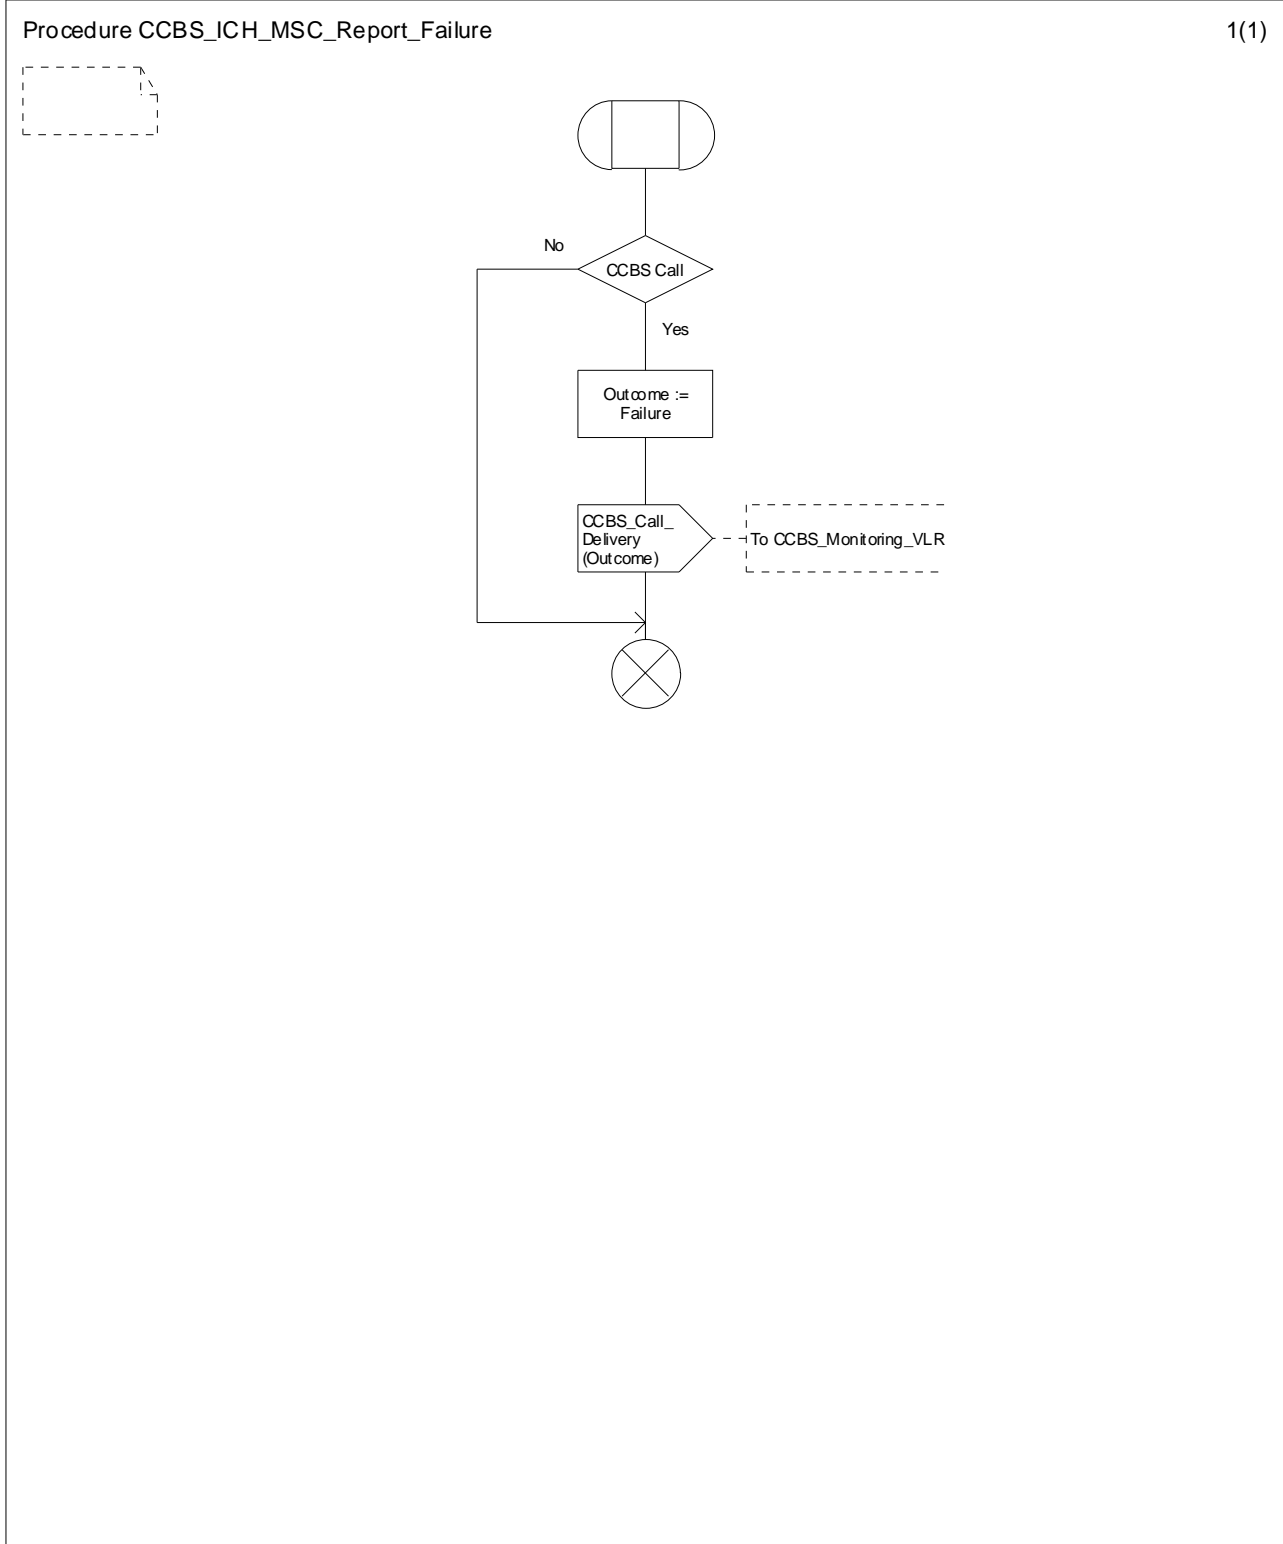 Procedure CCBS_ICH_MSC_Report_Failure
1(1)
No
CCBS Call
Yes
Outcome :=
Failure
CCBS_Call_
Delivery
(Outcome)
To CCBS_Monitoring_VLR